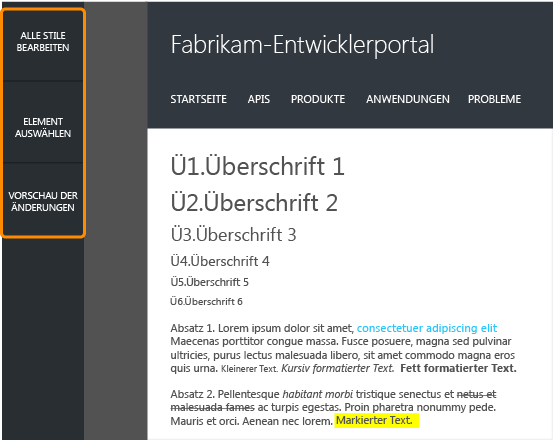 ALLE STILE
BEARBEITEN
ELEMENT
AUSWÄHLEN
VORSCHAU DER
ÄNDERUNGEN
Fabrikam-Entwicklerportal
STARTSEITE APIS PRODUKTE ANWENDUNGEN PROBLEME
Ü1.Überschrift 1
Ü2.Überschrift 2
Ü3.Überschrift 3
Ü4.Überschrift 4
Ü5.Überschrift 5
Ü6.Überschrift 6
Absatz 1. Lorem ipsum dolor sit amet, consectetuer adipiscing elit
Maecenas porttitor congue massa. Fusce posuere, magna sed pulvinar
ultricies, purus lectus malesuada libero, sit amet commodo magna eros
quis urna. Kleinerer Text. Kursiv formatierter Text. Fett formatierter Text.
Absatz 2. Pellentesque habitant morbi tristique senectus et netus et
malesuada fames ac turpis egestas. Proin pharetra nonummy pede.
Mauris et orci. Aenean nec lorem. Markierter Text.